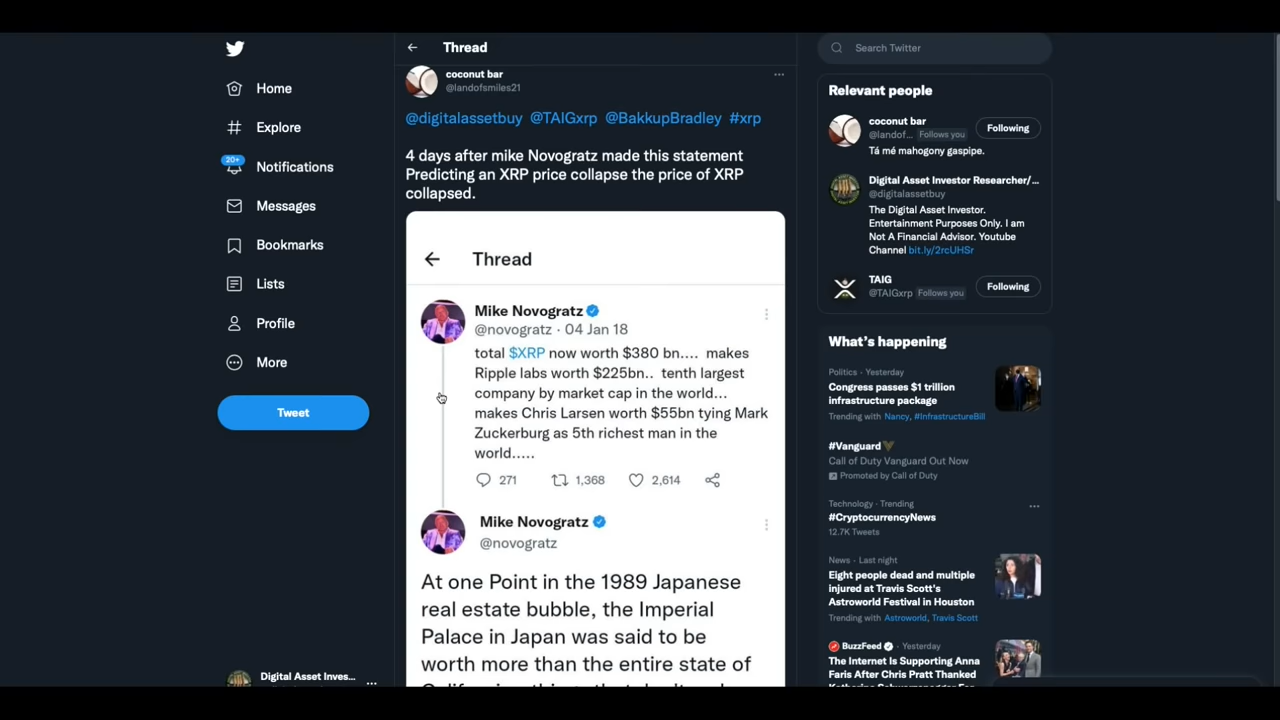 Home
Explore
20+
Notifications
Messages
Bookmarks
Lists
Profile
More
Tweet
Digital Asset Inves...
Thread
coconut bar
@landofsmiles21
@digitalassetbuy @TAIGxrp @BakkupBradley #xrp
4 days after mike Novogratz made this statement
Predicting an XRP price collapse the price of XRP
collapsed.
Thread
Mike Novogratz
@novogratz · 04 Jan 18
total $XRP now worth $380 bn.... makes
Ripple labs worth $225bn.. tenth largest
company by market cap in the world...
makes Chris Larsen worth $55bn tying Mark
Zuckerburg as 5th richest man in the
world.....
271 1,368 2,614
Mike Novogratz
@novogratz
At one Point in the 1989 Japanese
real estate bubble, the Imperial
Palace in Japan was said to be
worth more than the entire state of
Search Twitter
Relevant people
coconut bar
@landof... Follows you
Following
Tá mé mahogony gaspipe.
Digital Asset Investor Researcher/...
@digitalassetbuy
The Digital Asset Investor.
Entertainment Purposes Only. I am
Not A Financial Advisor. Youtube
Channel bit.ly/2rcUHSr
TAIG
@TAIGxrp Follows you
Following
What's happening
Politics · Yesterday
Congress passes $1 trillion
infrastructure package
Trending with Nancy, #InfrastructureBill
#Vanguard
Call of Duty Vanguard Out Now
Promoted by Call of Duty
Technology · Trending
#CryptocurrencyNews
12.7K Tweets
News · Last night
Eight people dead and multiple
injured at Travis Scott's
Astroworld Festival in Houston
Trending with Astroworld, Travis Scott
BuzzFeed · Yesterday
The Internet Is Supporting Anna
Faris After Chris Pratt Thanked